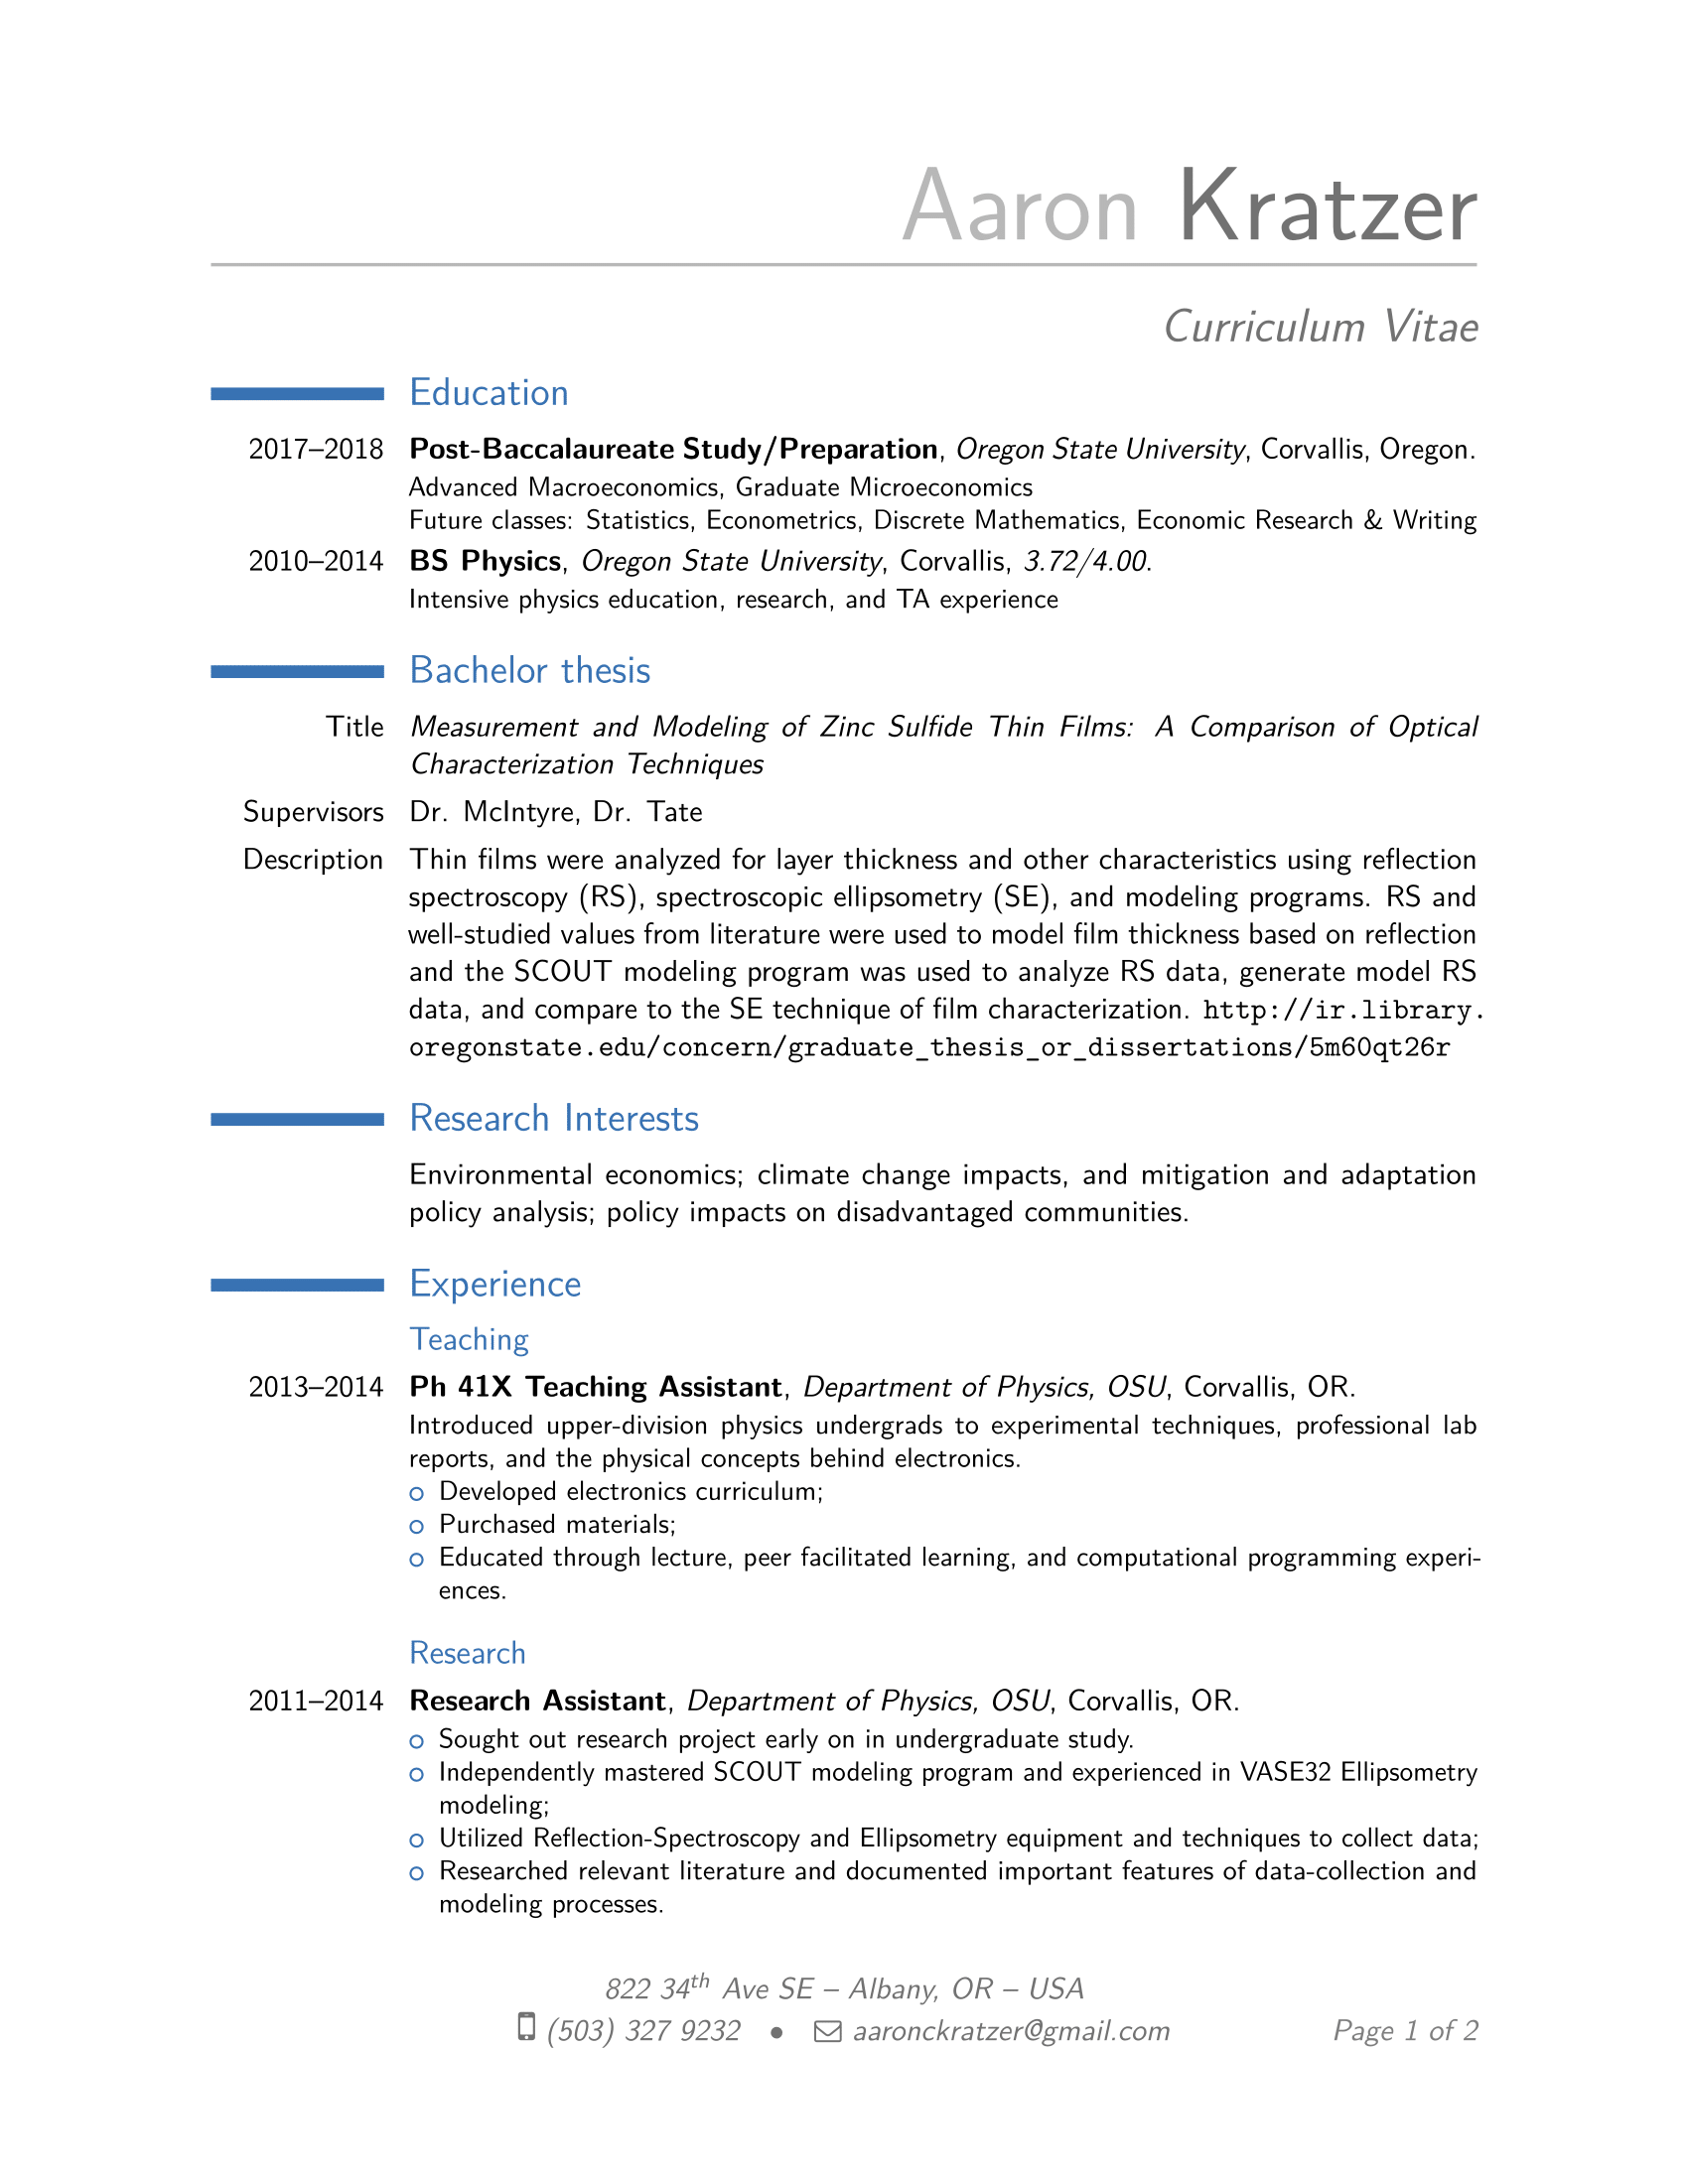 Aaron Kratzer
Curriculum Vitae
Education
2017–2018 Post-Baccalaureate Study/Preparation, Oregon State University, Corvallis, Oregon.
Advanced Macroeconomics, Graduate Microeconomics
Future classes: Statistics, Econometrics, Discrete Mathematics, Economic Research & Writing
2010–2014 BS Physics, Oregon State University, Corvallis, 3.72/4.00.
Intensive physics education, research, and TA experience
Bachelor thesis
Title Measurement and Modeling of Zinc Sulfide Thin Films: A Comparison of Optical
Characterization Techniques
Supervisors Dr. McIntyre, Dr. Tate
Description Thin films were analyzed for layer thickness and other characteristics using reflection
spectroscopy (RS), spectroscopic ellipsometry (SE), and modeling programs. RS and
well-studied values from literature were used to model film thickness based on reflection
and the SCOUT modeling program was used to analyze RS data, generate model RS
data, and compare to the SE technique of film characterization. http://ir.library.
oregonstate.edu/concern/graduate_thesis_or_dissertations/5m60qt26r
Research Interests
Environmental economics; climate change impacts, and mitigation and adaptation
policy analysis; policy impacts on disadvantaged communities.
Experience
Teaching
2013–2014 Ph 41X Teaching Assistant, Department of Physics, OSU, Corvallis, OR.
Introduced upper-division physics undergrads to experimental techniques, professional lab
reports, and the physical concepts behind electronics.
○ Developed electronics curriculum;
○ Purchased materials;
○ Educated through lecture, peer facilitated learning, and computational programming experi-
ences.
Research
2011–2014 Research Assistant, Department of Physics, OSU, Corvallis, OR.
○ Sought out research project early on in undergraduate study.
○ Independently mastered SCOUT modeling program and experienced in VASE32 Ellipsometry
modeling;
○ Utilized Reflection-Spectroscopy and Ellipsometry equipment and techniques to collect data;
○ Researched relevant literature and documented important features of data-collection and
modeling processes.
822 34th Ave SE – Albany, OR – USA
(503) 327 9232 • aaronckratzer@gmail.com Page 1 of 2